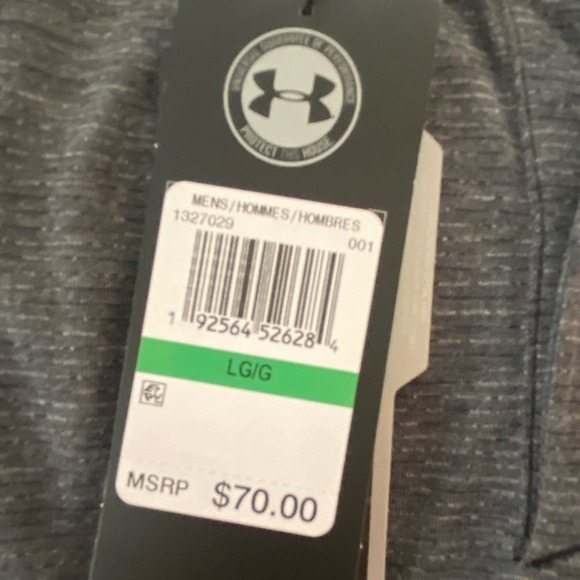 UNIVERSAL GUARANTEE OF PERFORMANCE
PROTECT THIS HOUSE
MENS/HOMMES/HOMBRES
1327029
001
1 92564 52628 4
LG/G
MSRP $70.00